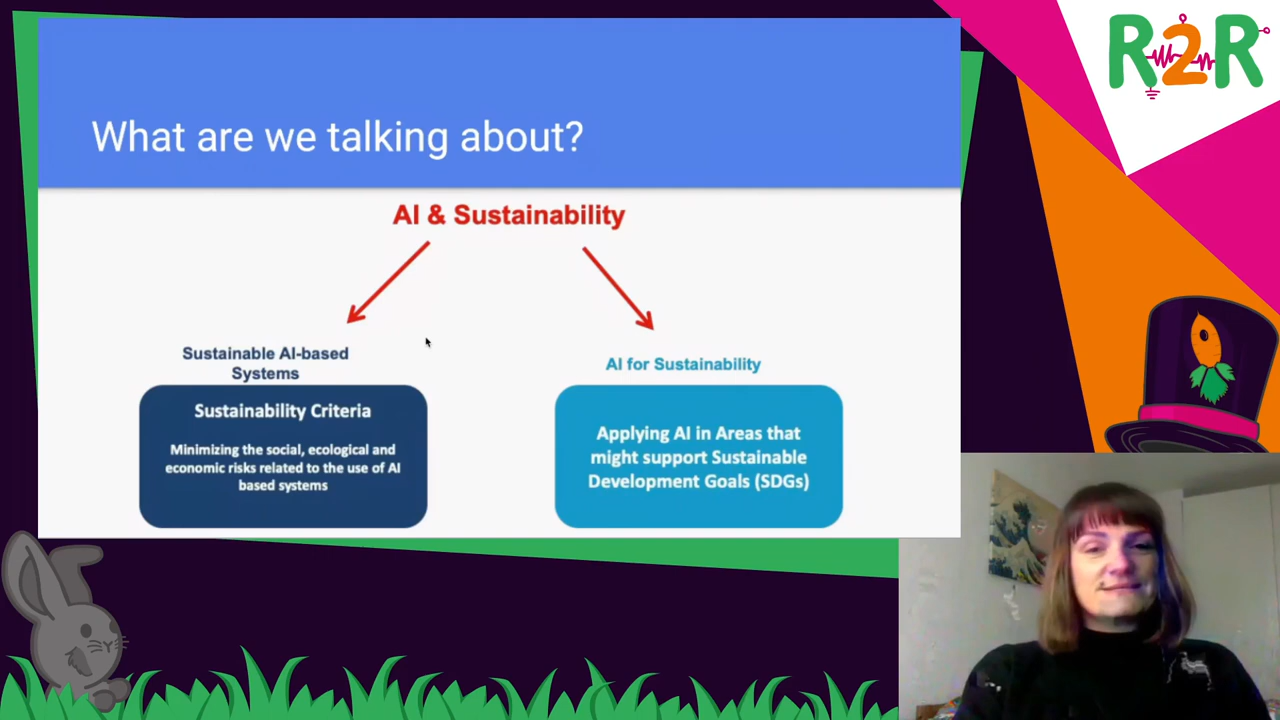 R2R
What are we talking about?
AI & Sustainability
Sustainable AI-based
Systems
Sustainability Criteria
Minimizing the social, ecological and
economic risks related to the use of AI
based systems
AI for Sustainability
Applying AI in Areas that
might support Sustainable
Development Goals (SDGs)